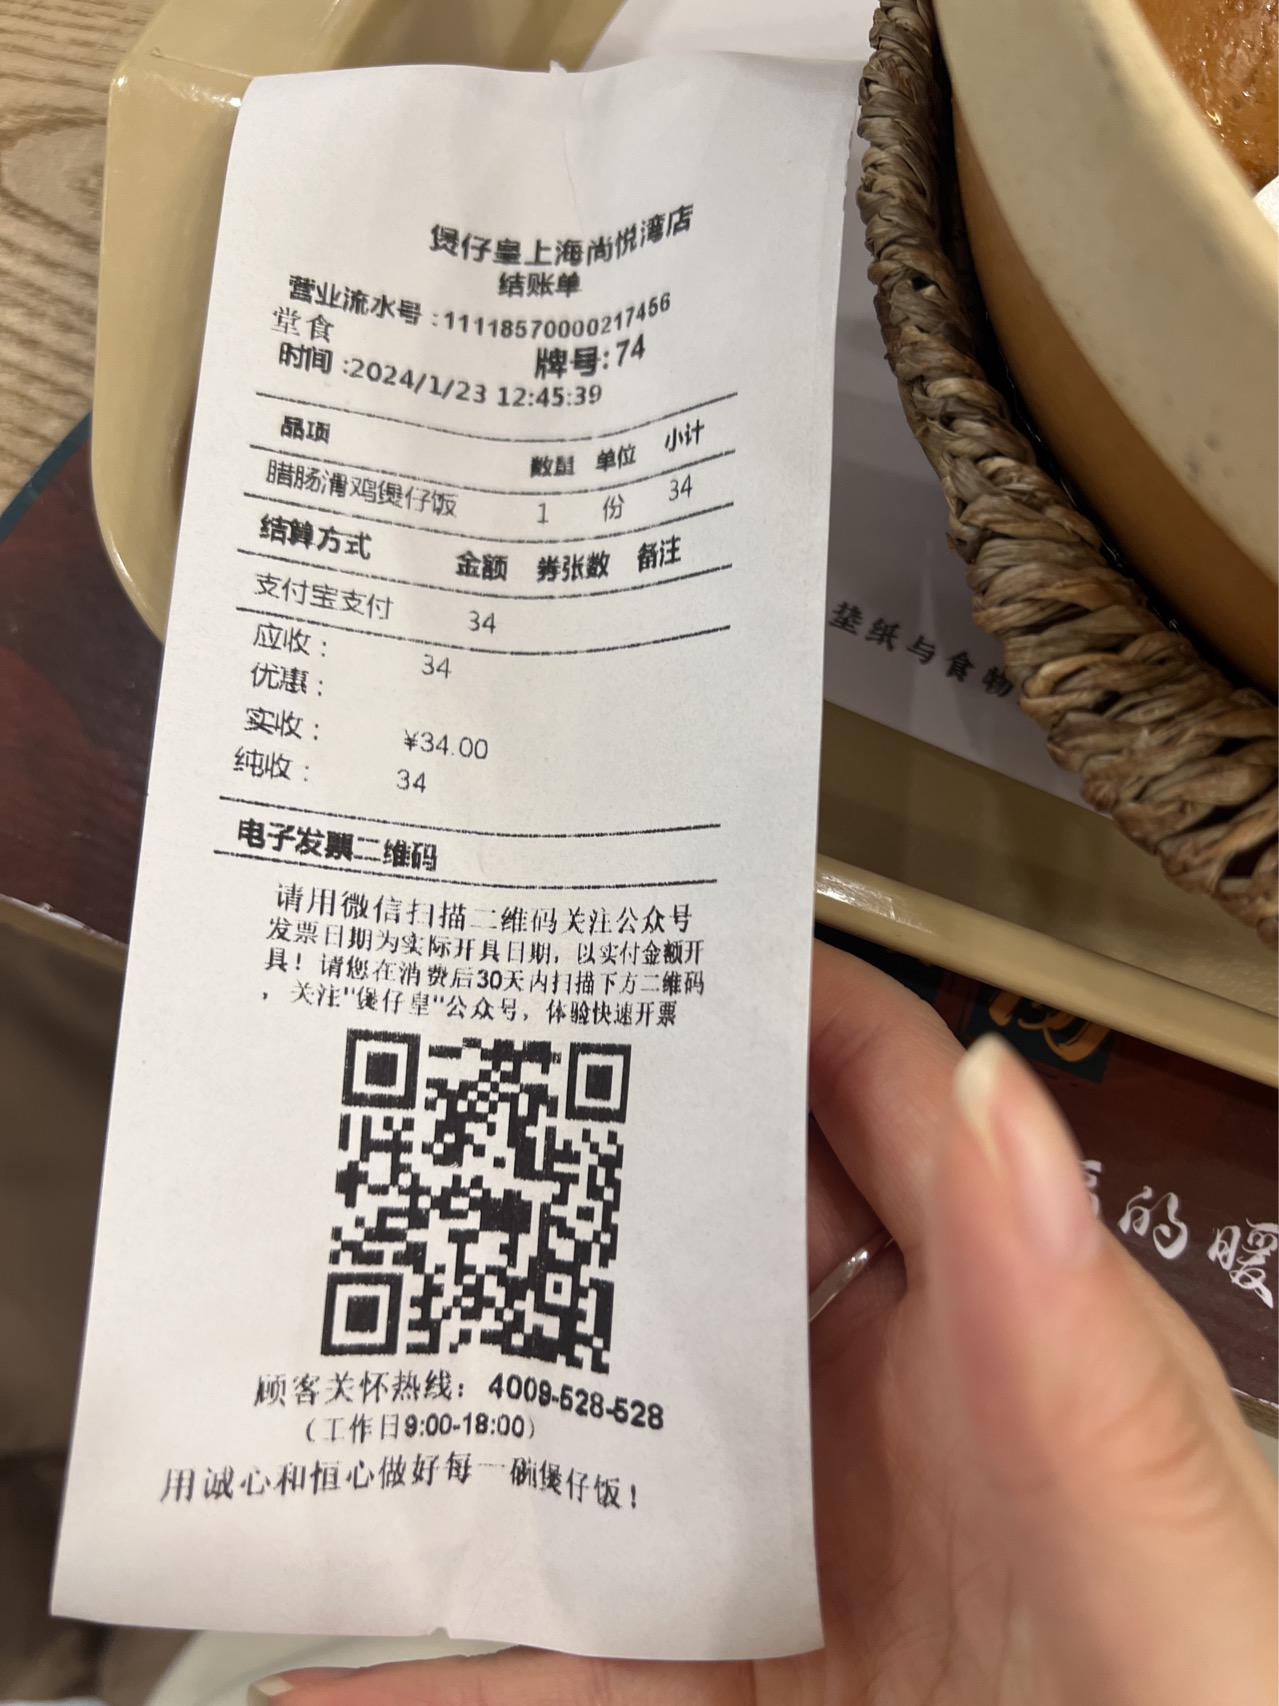 煲仔皇上海尚悦湾店
结账单
营业流水号:11118570000217456
堂食
牌号:74
时间:2024/1/23 12:45:39
品项 数量 单位 小计
腊肠滑鸡煲仔饭 1 份 34
结算方式 金额 券张数 备注
支付宝支付 34
应收: 34
优惠:
实收: ¥34.00
纯收: 34
电子发票二维码
请用微信扫描二维码关注公众号
发票日期为实际开具日期，以实付金额开
具！请您在消费后30天内扫描下方二维码
，关注"煲仔皇"公众号，体验快速开票
顾客关怀热线：4009-528-528
（工作日9:00-18:00）
用诚心和恒心做好每一碗煲仔饭！
垫纸与食物
的暖